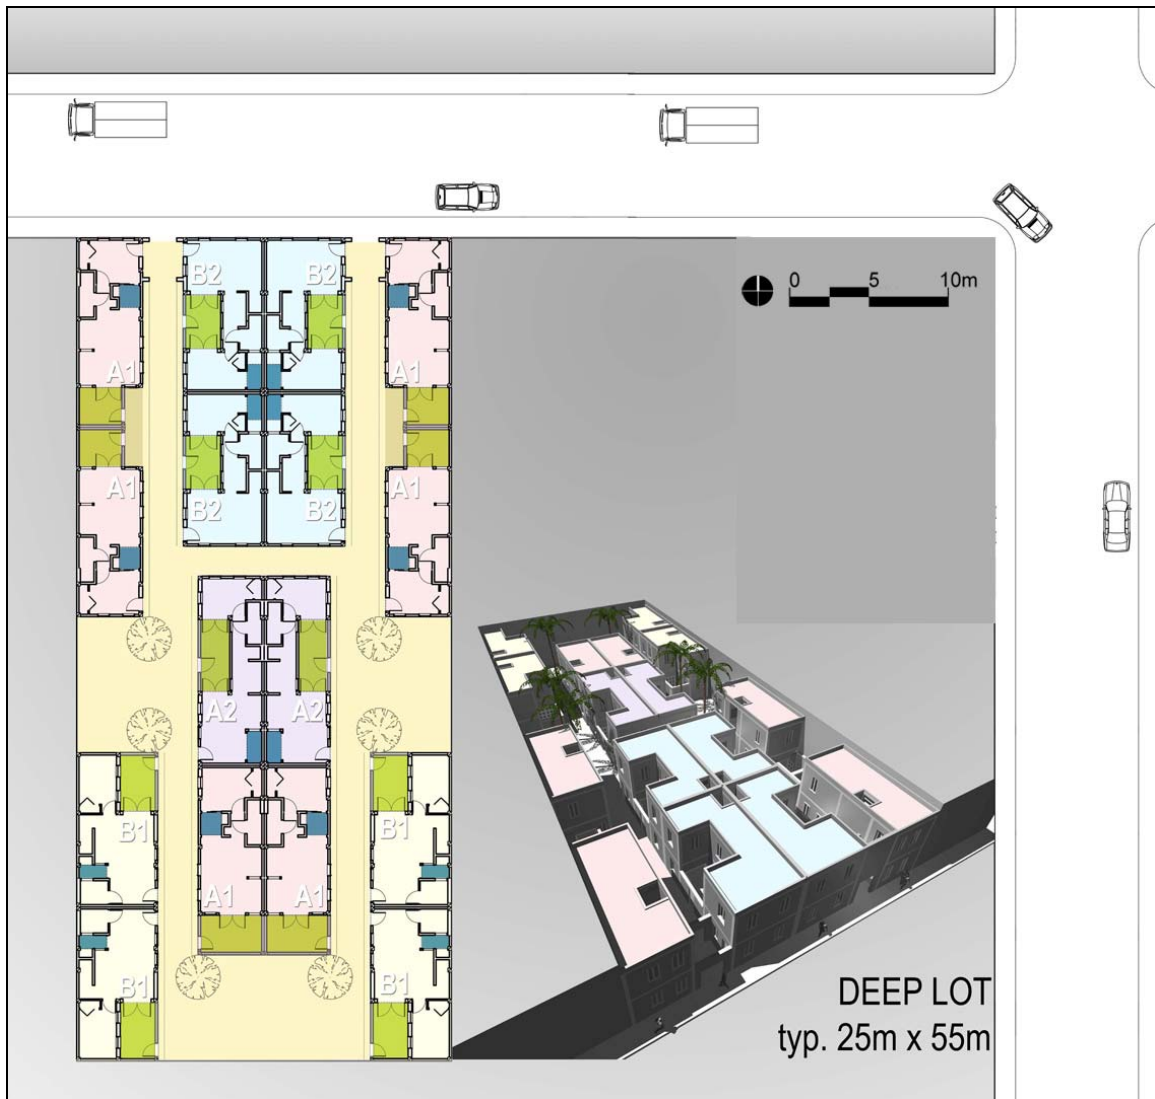 B2 B2
0 5 10m
A1 A1
A1 A1
B2 B2
A2 A2
B1 B1
A1 A1
B1 B1
DEEP LOT
typ. 25m x 55m